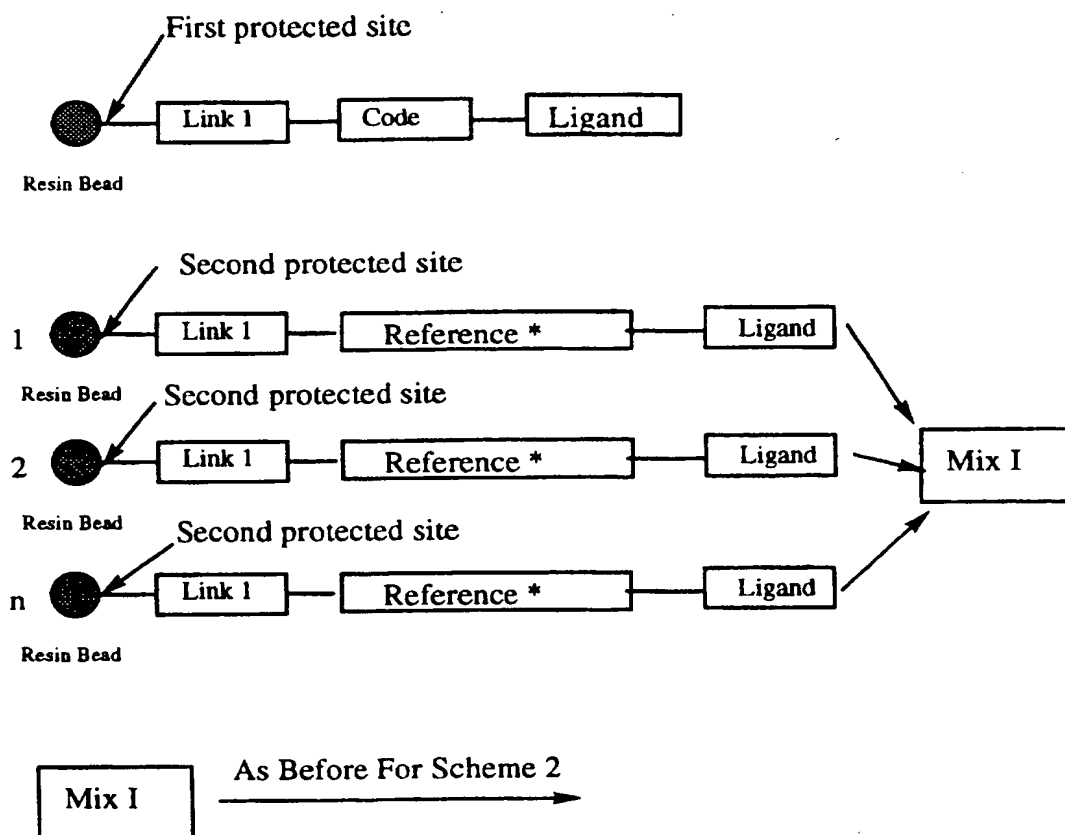 First protected site
Link 1
Code
Ligand
Resin Bead
Second protected site
1
Link 1
Reference *
Ligand
Resin Bead
Second protected site
2
Link 1
Reference *
Ligand
Mix I
Resin Bead
Second protected site
n
Link 1
Reference *
Ligand
Resin Bead
Mix I
As Before For Scheme 2